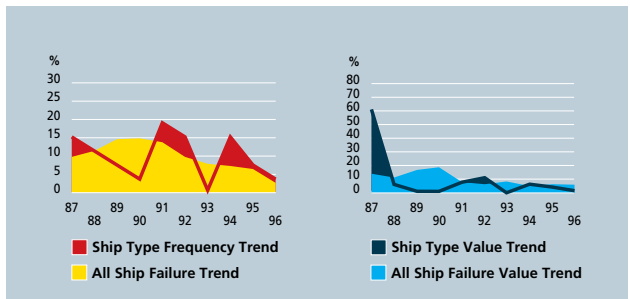 %
30
25
20
15
10
5
0
87 89 91 93 95
88 90 92 94 96
Ship Type Frequency Trend
All Ship Failure Trend
%
80
70
60
50
40
30
20
10
0
87 89 91 93 95
88 90 92 94 96
Ship Type Value Trend
All Ship Failure Value Trend